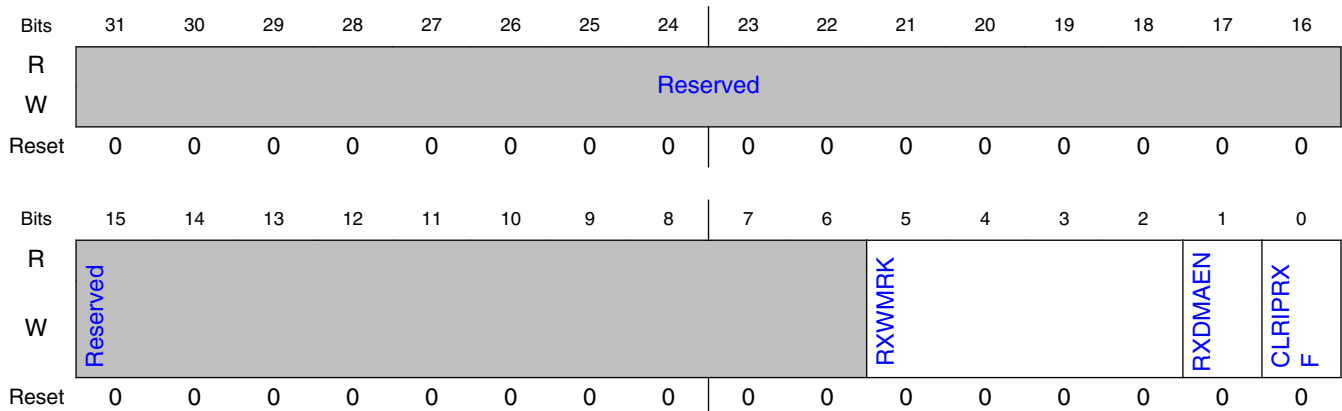 Bits 31 30 29 28 27 26 25 24 23 22 21 20 19 18 17 16
R
Reserved
W
Reset 0 0 0 0 0 0 0 0 0 0 0 0 0 0 0 0
Bits 15 14 13 12 11 10 9 8 7 6 5 4 3 2 1 0
R
W
Reserved
RXWMRK
RXDMAEN
CLRIPRX
F
Reset 0 0 0 0 0 0 0 0 0 0 0 0 0 0 0 0